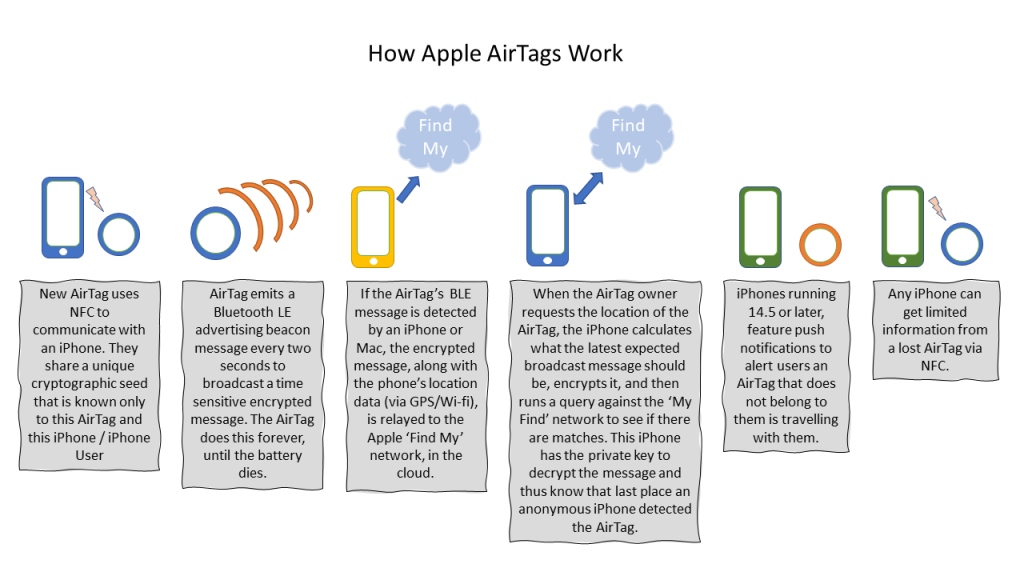 How Apple AirTags Work
Find
My
Find
My
New AirTag uses
NFC to
communicate with
an iPhone. They
share a unique
cryptographic seed
that is known only
to this AirTag and
this iPhone / iPhone
User
AirTag emits a
Bluetooth LE
advertising beacon
message every two
seconds to
broadcast a time
sensitive encrypted
message. The AirTag
does this forever,
until the battery
dies.
If the AirTag's BLE
message is detected
by an iPhone or
Mac, the encrypted
message, along with
the phone's location
data (via GPS/Wi-fi),
is relayed to the
Apple ‘Find My’
network, in the
cloud.
When the AirTag owner
requests the location of the
AirTag, the iPhone calculates
what the latest expected
broadcast message should
be, encrypts it, and then
runs a query against the ‘My
Find’ network to see if there
are matches. This iPhone
has the private key to
decrypt the message and
thus know that last place an
anonymous iPhone detected
the AirTag.
iPhones running
14.5 or later,
feature push
notifications to
alert users an
AirTag that does
not belong to
them is travelling
with them.
Any iPhone can
get limited
information from
a lost AirTag via
NFC.